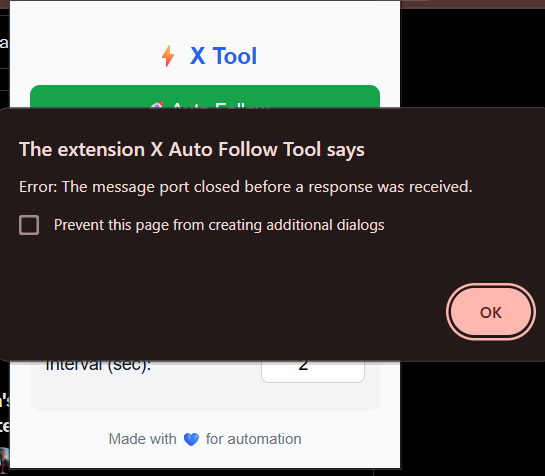 ⚡ X Tool
🚀 Auto Follow
The extension X Auto Follow Tool says
Error: The message port closed before a response was received.
Prevent this page from creating additional dialogs
OK
Interval (sec):
2
Made with 💙 for automation